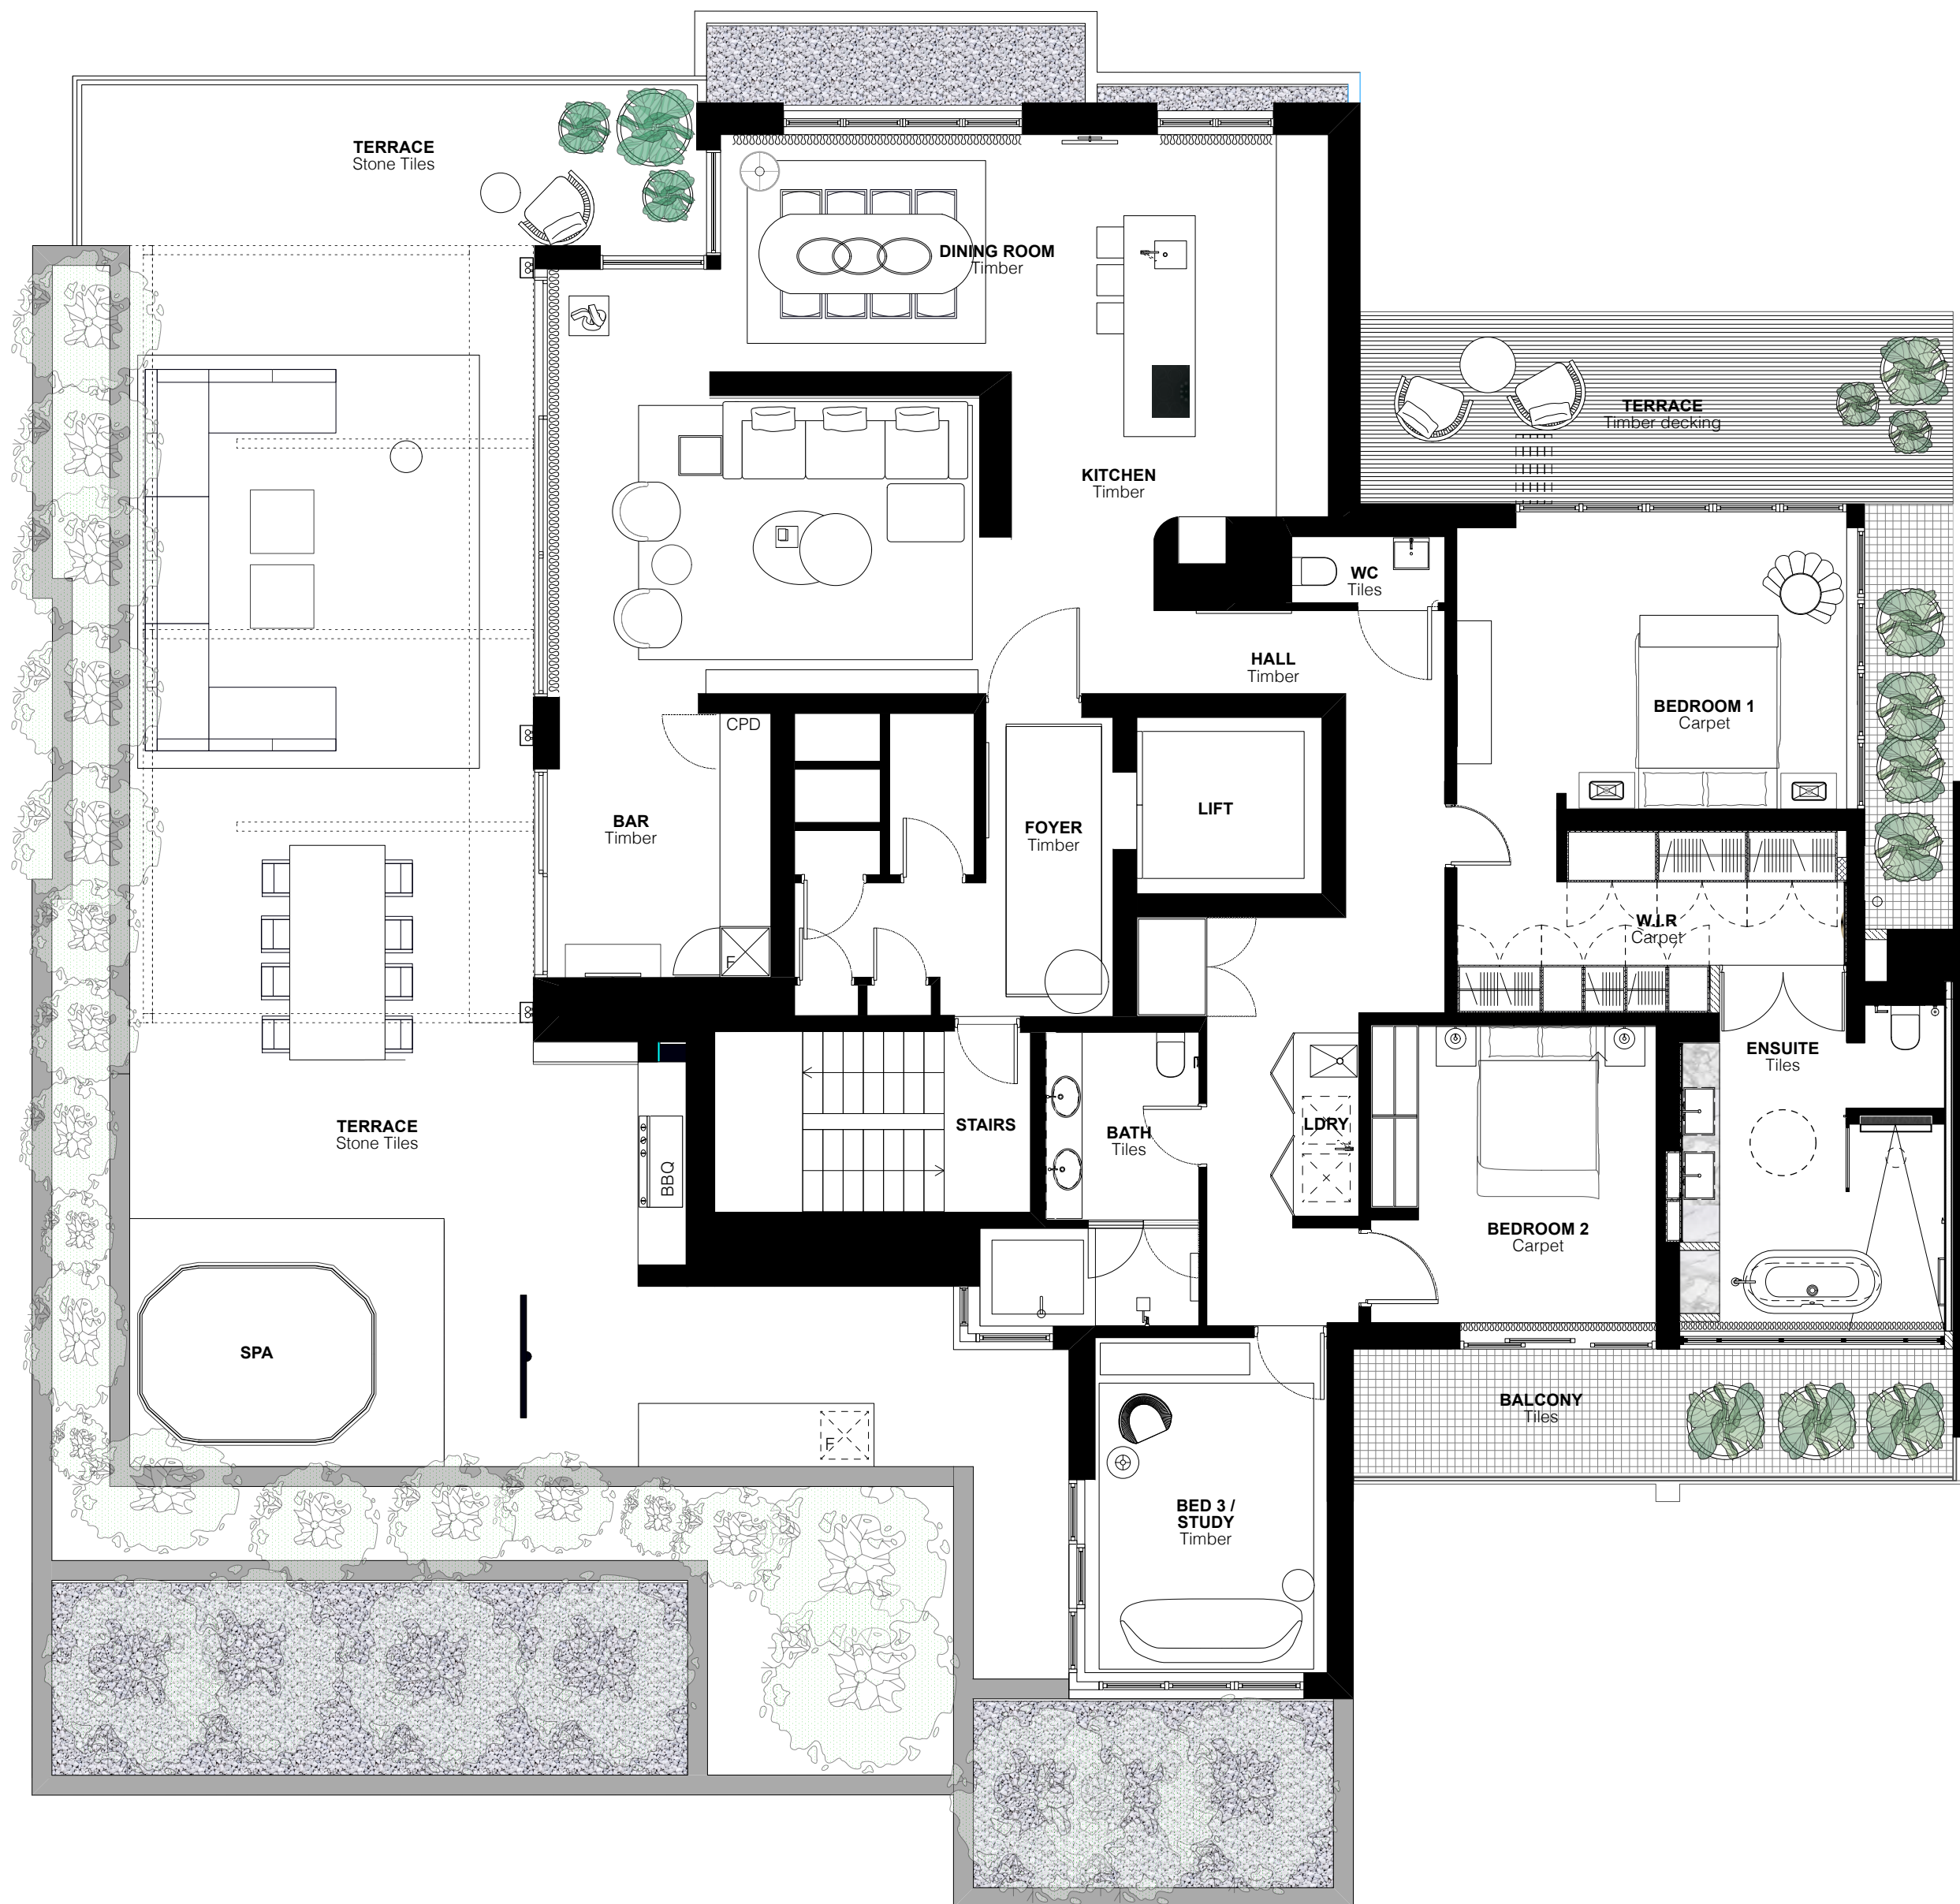 TERRACE
Stone Tiles
DINING ROOM
Timber
TERRACE
Timber decking
KITCHEN
Timber
WC
Tiles
HALL
Timber
BEDROOM 1
Carpet
CPD
LIFT
BAR
Timber
FOYER
Timber
W.I.R
Carpet
F
ENSUITE
Tiles
TERRACE
Stone Tiles
STAIRS
BATH
Tiles
LDRY
BBQ
BEDROOM 2
Carpet
SPA
BALCONY
Tiles
F
BED 3 /
STUDY
Timber